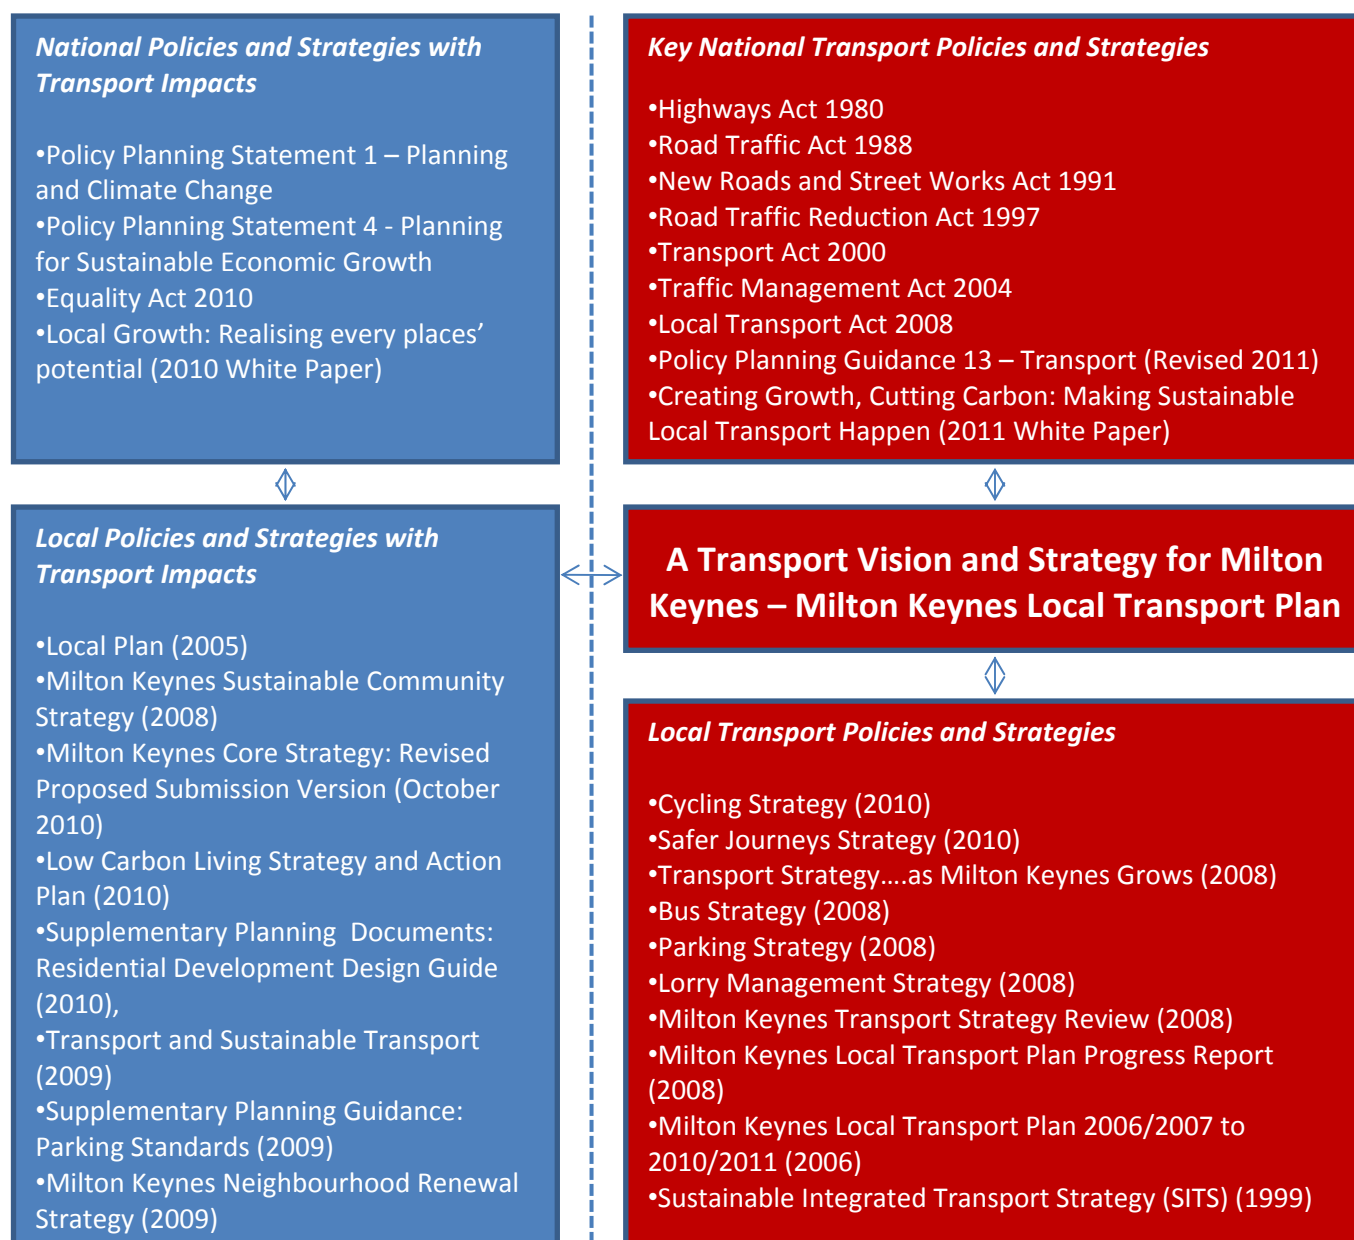 National Policies and Strategies with
Transport Impacts
•Policy Planning Statement 1 – Planning
and Climate Change
•Policy Planning Statement 4 - Planning
for Sustainable Economic Growth
•Equality Act 2010
•Local Growth: Realising every places’
potential (2010 White Paper)
Key National Transport Policies and Strategies
•Highways Act 1980
•Road Traffic Act 1988
•New Roads and Street Works Act 1991
•Road Traffic Reduction Act 1997
•Transport Act 2000
•Traffic Management Act 2004
•Local Transport Act 2008
•Policy Planning Guidance 13 – Transport (Revised 2011)
•Creating Growth, Cutting Carbon: Making Sustainable
Local Transport Happen (2011 White Paper)
Local Policies and Strategies with
Transport Impacts
•Local Plan (2005)
•Milton Keynes Sustainable Community
Strategy (2008)
•Milton Keynes Core Strategy: Revised
Proposed Submission Version (October
2010)
•Low Carbon Living Strategy and Action
Plan (2010)
•Supplementary Planning  Documents:
Residential Development Design Guide
(2010),
•Transport and Sustainable Transport
(2009)
•Supplementary Planning Guidance:
Parking Standards (2009)
•Milton Keynes Neighbourhood Renewal
Strategy (2009)
A Transport Vision and Strategy for Milton
Keynes – Milton Keynes Local Transport Plan
Local Transport Policies and Strategies
•Cycling Strategy (2010)
•Safer Journeys Strategy (2010)
•Transport Strategy....as Milton Keynes Grows (2008)
•Bus Strategy (2008)
•Parking Strategy (2008)
•Lorry Management Strategy (2008)
•Milton Keynes Transport Strategy Review (2008)
•Milton Keynes Local Transport Plan Progress Report
(2008)
•Milton Keynes Local Transport Plan 2006/2007 to
2010/2011 (2006)
•Sustainable Integrated Transport Strategy (SITS) (1999)